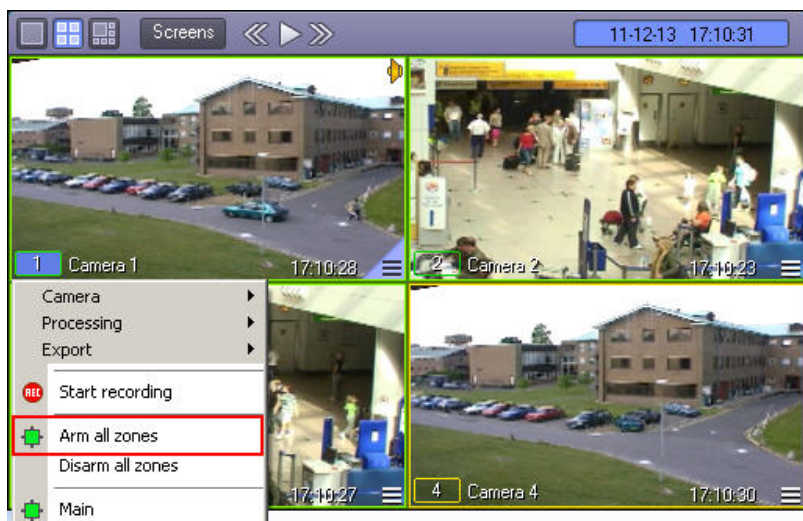 Screens
11-12-13 17:10:31
1 Camera 1 17:10:28
2 Camera 2 17:10:23
Camera
Processing
Export
REC Start recording
Arm all zones
Disarm all zones
Main
17:10:27
4 Camera 4 17:10:30